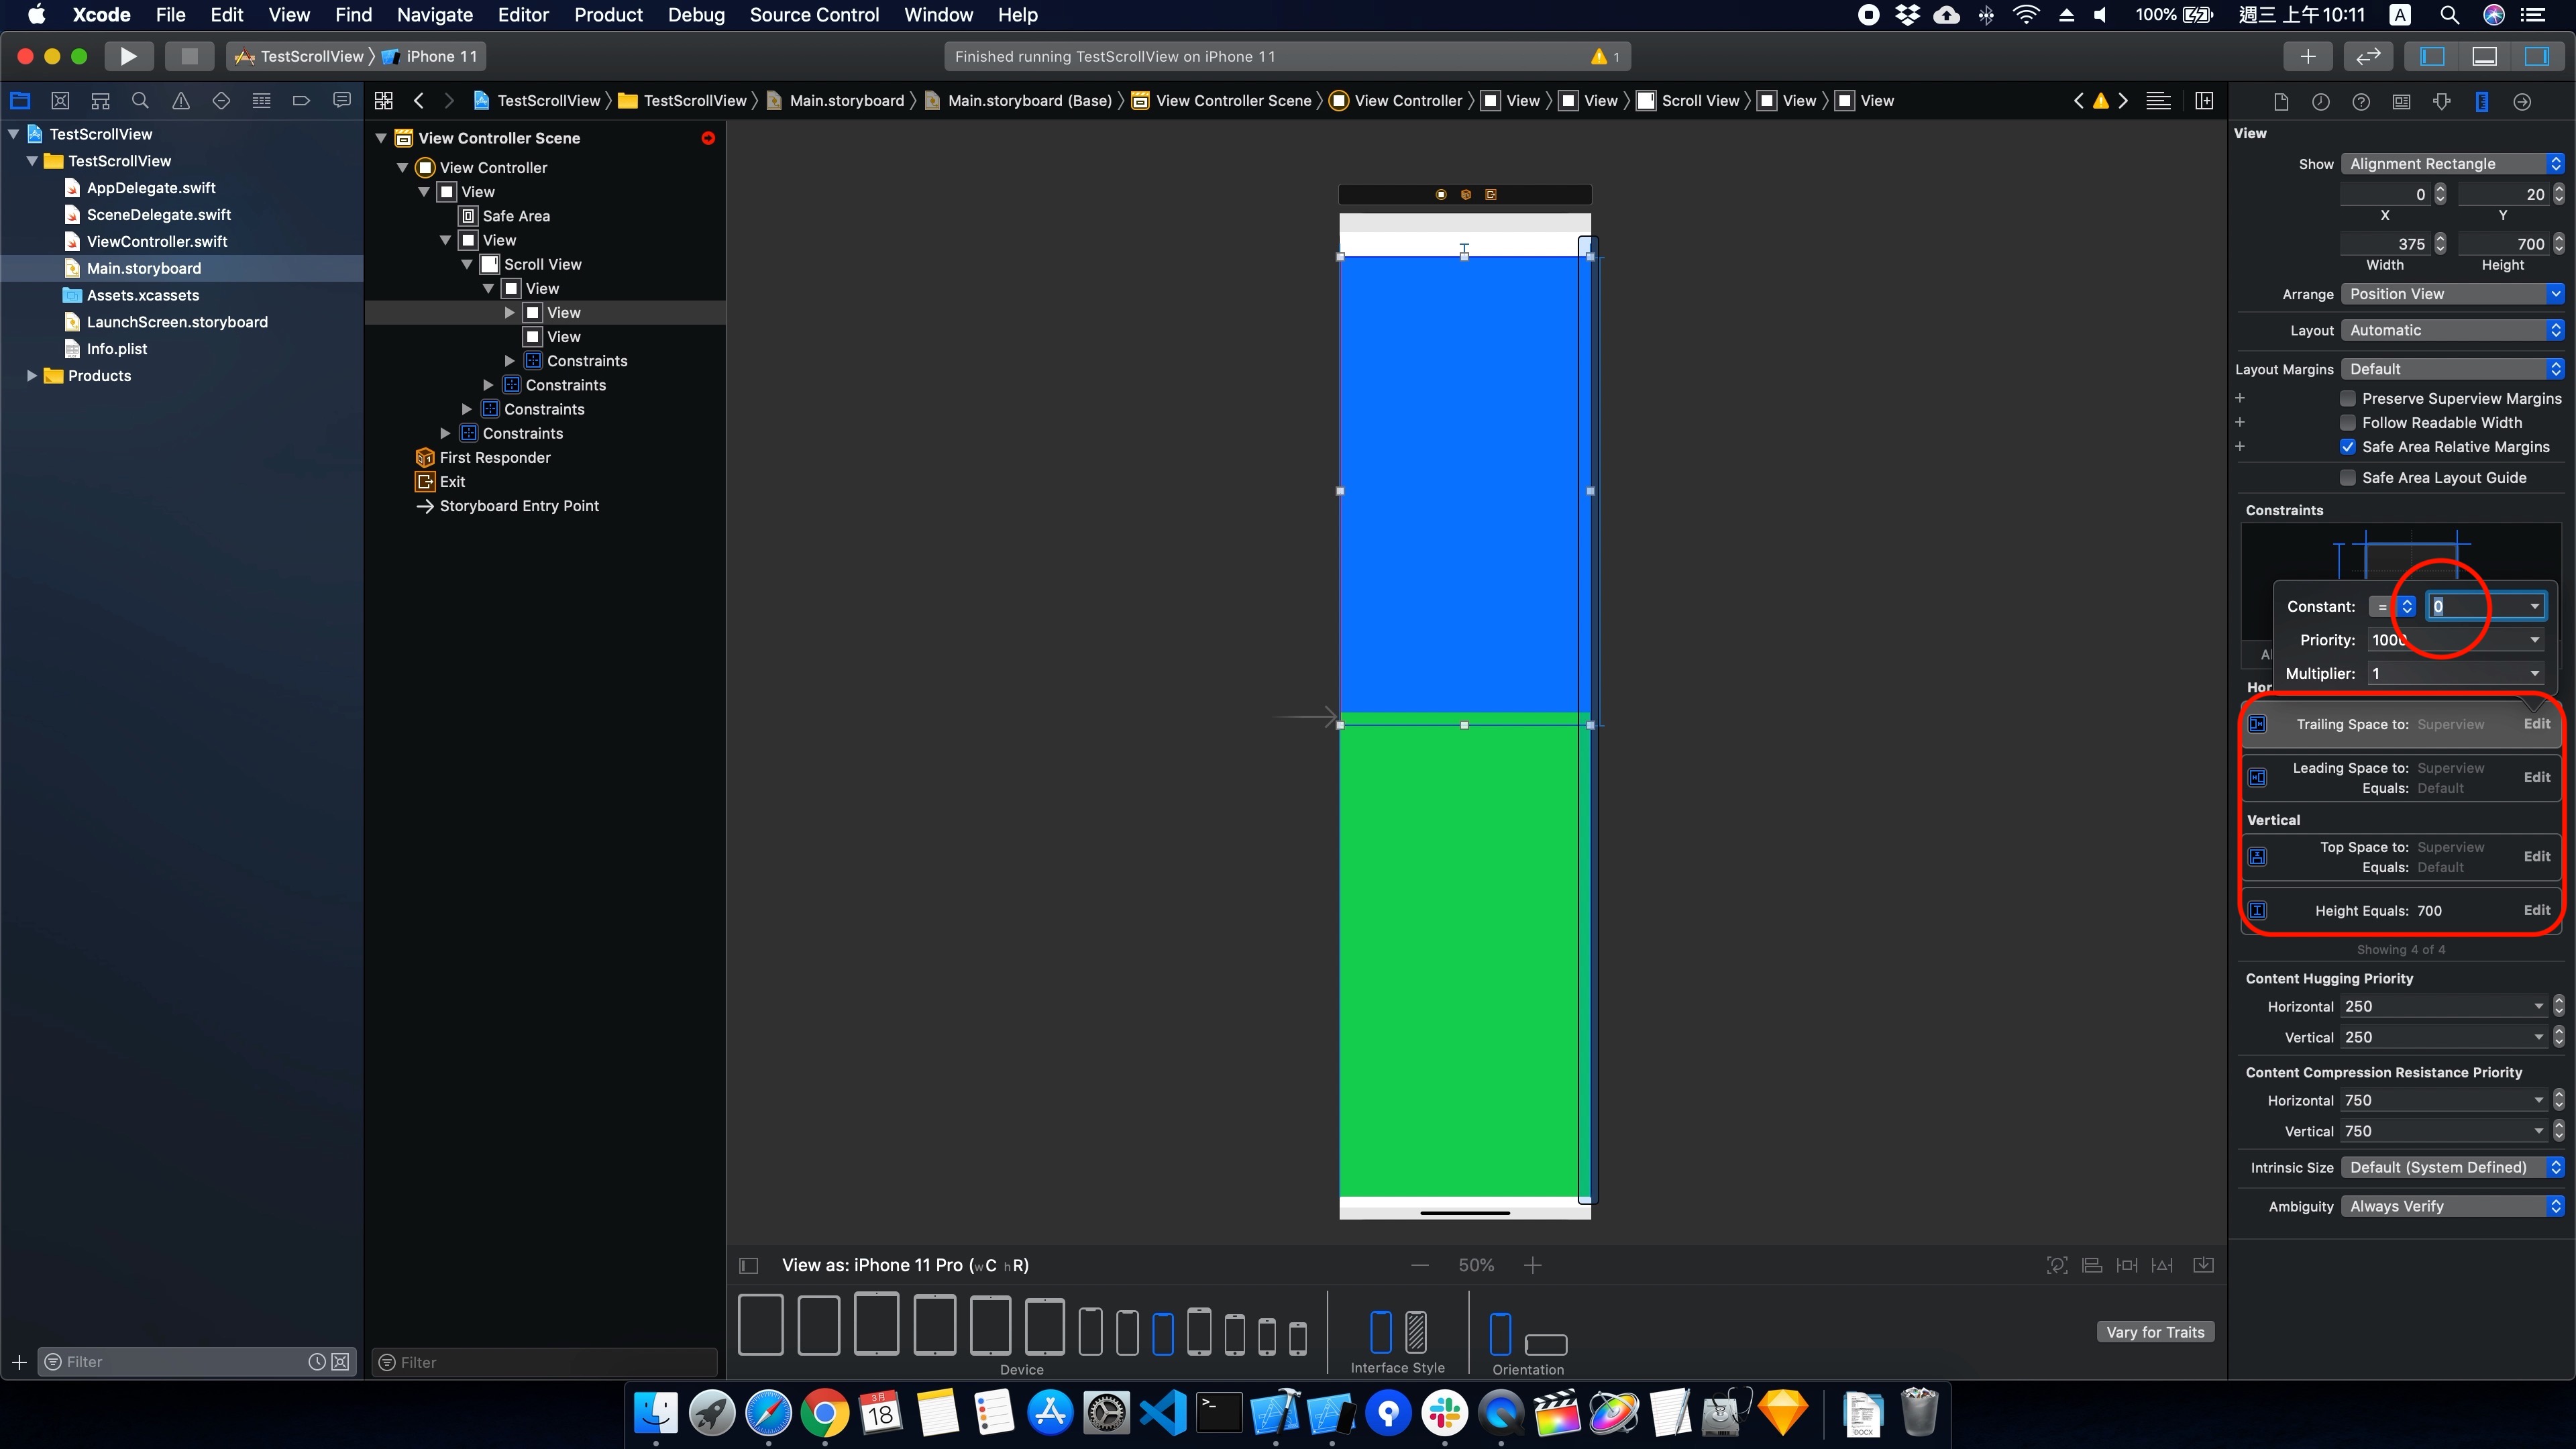 Xcode File Edit View Find Navigate Editor Product Debug Source Control Window Help 100% 週三 上午10:11 A
TestScrollView iPhone 11 Finished running TestScrollView on iPhone 11 1
TestScrollView TestScrollView Main.storyboard Main.storyboard (Base) View Controller Scene View Controller View View Scroll View View View
TestScrollView
TestScrollView
AppDelegate.swift
SceneDelegate.swift
ViewController.swift
Main.storyboard
Assets.xcassets
LaunchScreen.storyboard
Info.plist
Products
Filter
View Controller Scene
View Controller
View
Safe Area
View
Scroll View
View
View
View
Constraints
Constraints
Constraints
Constraints
First Responder
Exit
Storyboard Entry Point
Filter
View as: iPhone 11 Pro (wC hR) 50%
Device
Interface Style
Orientation
Vary for Traits
View
Show Alignment Rectangle
0 20
X Y
375 700
Width Height
Arrange Position View
Layout Automatic
Layout Margins Default
Preserve Superview Margins
Follow Readable Width
Safe Area Relative Margins
Safe Area Layout Guide
Constraints
Constant: = 0
Priority: 1000
Multiplier: 1
Trailing Space to: Superview Edit
Leading Space to: Superview Edit
Equals: Default
Vertical
Top Space to: Superview Edit
Equals: Default
Height Equals: 700 Edit
Showing 4 of 4
Content Hugging Priority
Horizontal 250
Vertical 250
Content Compression Resistance Priority
Horizontal 750
Vertical 750
Intrinsic Size Default (System Defined)
Ambiguity Always Verify
3月
18
DOCX